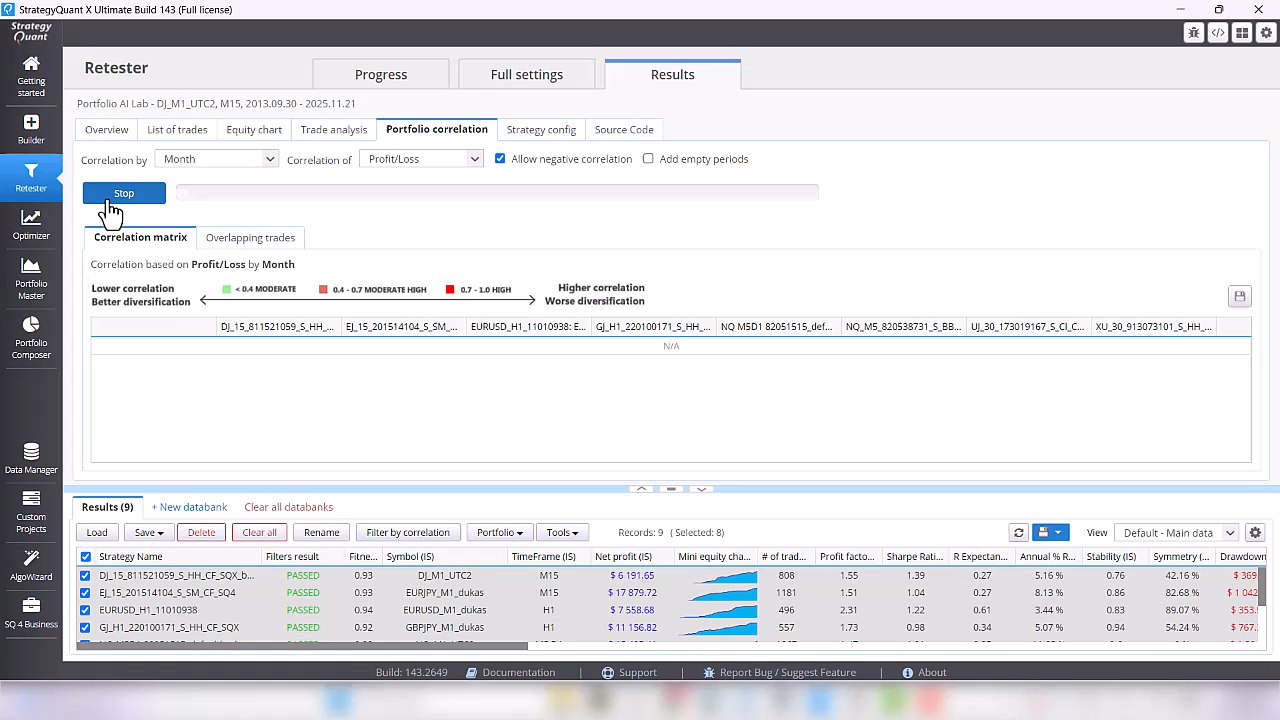 StrategyQuant X Ultimate Build 143 (Full license)
Strategy
Quant
Getting
started
Builder
Retester
Optimizer
Portfolio
Master
Portfolio
Composer
Data Manager
Custom
Projects
AlgoWizard
SQ 4 Business
Retester
Progress
Full settings
Results
Portfolio AI Lab - DJ_M1_UTC2, M15, 2013.09.30 - 2025.11.21
Overview List of trades Equity chart Trade analysis Portfolio correlation Strategy config Source Code
Correlation by Month Correlation of Profit/Loss Allow negative correlation Add empty periods
Stop
Correlation matrix Overlapping trades
Correlation based on Profit/Loss by Month
Lower correlation < 0.4 MODERATE 0.4 - 0.7 MODERATE HIGH 0.7 - 1.0 HIGH Higher correlation
Better diversification Worse diversification
DJ_15_811521059_S_HH_... EJ_15_201514104_S_SM_... EURUSD_H1_11010938: E... GJ_H1_220100171_S_HH_... NQ M5D1 82051515_def... NQ_M5_820538731_S_BB... UJ_30_173019167_S_CI_C... XU_30_913073101_S_HH_...
N/A
Results (9) + New databank Clear all databanks
Load Save Delete Clear all Rename Filter by correlation Portfolio Tools Records: 9 ( Selected: 8) View Default - Main data
Strategy Name Filters result Fitne... Symbol (IS) TimeFrame (IS) Net profit (IS) Mini equity cha... # of trad... Profit facto... Sharpe Rati... R Expectan... Annual % R... Stability (IS) Symmetry (... Drawdown
DJ_15_811521059_S_HH_CF_SQX_b... PASSED 0.93 DJ_M1_UTC2 M15 $ 6 191.65 808 1.55 1.39 0.27 5.16 % 0.76 42.16 % $ 369.
EJ_15_201514104_S_SM_CF_SQ4 PASSED 0.93 EURJPY_M1_dukas M15 $ 17 879.72 1181 1.51 1.04 0.27 8.13 % 0.83 82.68 % $ 1 042
EURUSD_H1_11010938 PASSED 0.94 EURUSD_M1_dukas H1 $ 7 558.68 496 2.31 1.22 0.61 3.44 % 0.83 89.07 % $ 353.
GJ_H1_220100171_S_HH_CF_SQX PASSED 0.92 GBPJPY_M1_dukas H1 $ 11 156.82 557 1.73 0.98 0.34 5.07 % 0.94 54.24 % $ 767.
Build: 143.2649 Documentation Support Report Bug / Suggest Feature About